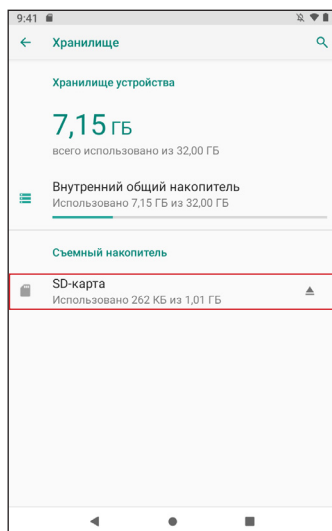 9:41
Хранилище
Хранилище устройства
7,15 ГБ
всего использовано из 32,00 ГБ
Внутренний общий накопитель
Использовано 7,15 ГБ из 32,00 ГБ
Съемный накопитель
SD-карта
Использовано 262 КБ из 1,01 ГБ